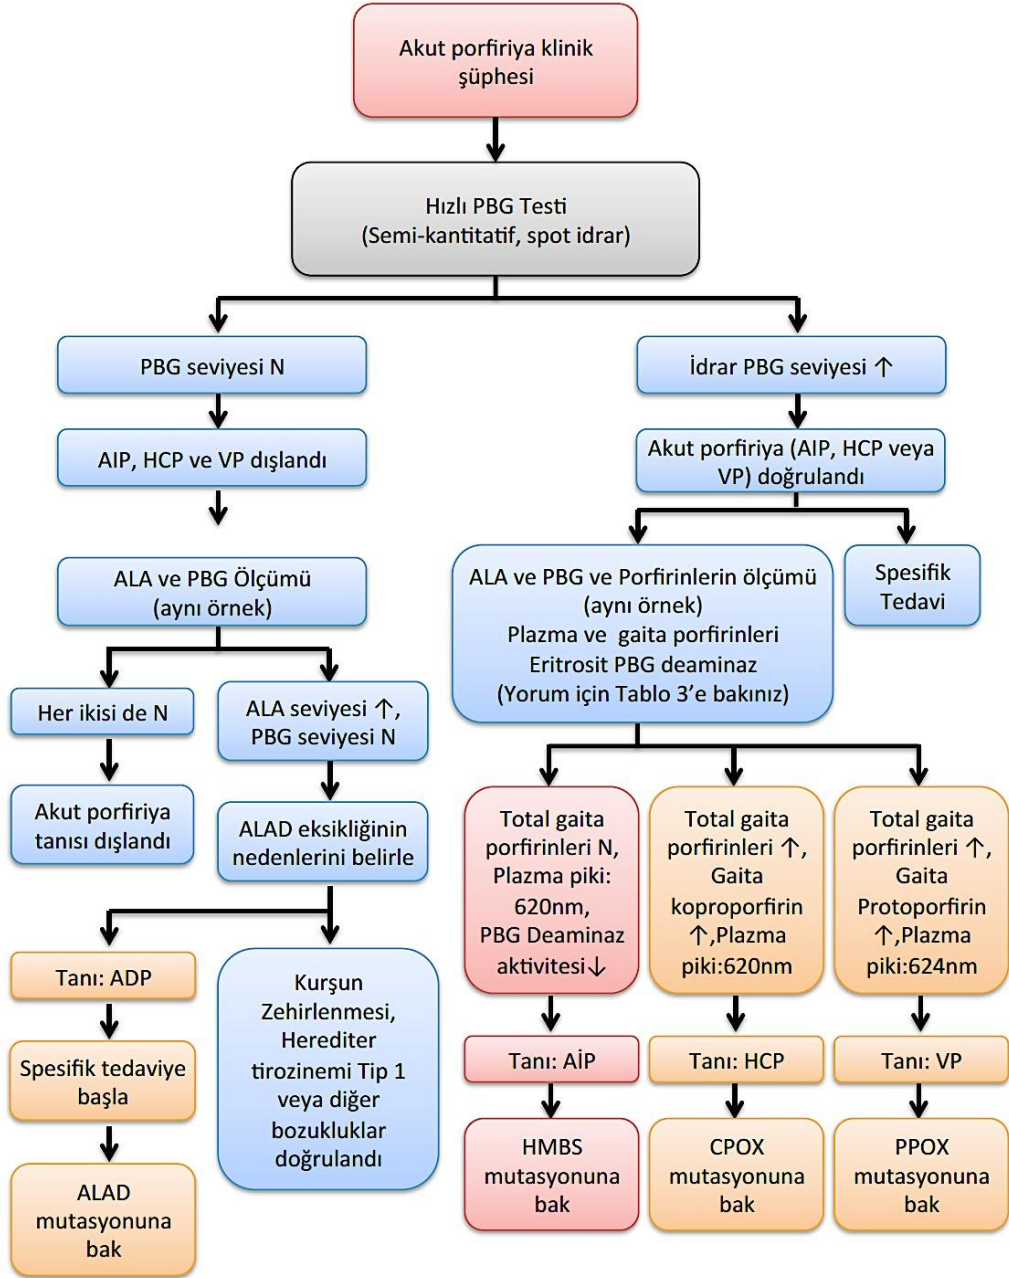 Akut porfiriya klinik
şüphesi
Hızlı PBG Testi
(Semi-kantitatif, spot idrar)
PBG seviyesi N
İdrar PBG seviyesi ↑
AIP, HCP ve VP dışlandı
Akut porfiriya (AIP, HCP veya
VP) doğrulandı
ALA ve PBG Ölçümü
(aynı örnek)
ALA ve PBG ve Porfirinlerin ölçümü
(aynı örnek)
Plazma ve gaita porfirinleri
Eritrosit PBG deaminaz
(Yorum için Tablo 3’e bakınız)
Spesifik
Tedavi
Her ikisi de N
ALA seviyesi ↑,
PBG seviyesi N
Akut porfiriya
tanısı dışlandı
ALAD eksikliğinin
nedenlerini belirle
Total gaita
porfirinleri N,
Plazma piki:
620nm,
PBG Deaminaz
aktivitesi↓
Total gaita
porfirinleri ↑,
Gaita
koproporfirin
↑,Plazma
piki:620nm
Total gaita
porfirinleri ↑,
Gaita
Protoporfirin
↑,Plazma
piki:624nm
Tanı: ADP
Kurşun
Zehirlenmesi,
Herediter
tirozinemi Tip 1
veya diğer
bozukluklar
doğrulandı
Spesifik tedaviye
başla
ALAD
mutasyonuna
bak
Tanı: AİP
Tanı: HCP
Tanı: VP
HMBS
mutasyonuna
bak
CPOX
mutasyonuna
bak
PPOX
mutasyonuna
bak